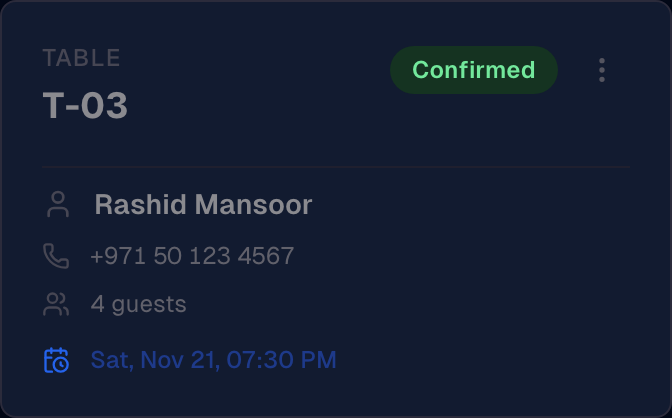 TABLE
Confirmed
T-03
Rashid Mansoor
+971 50 123 4567
4 guests
Sat, Nov 21, 07:30 PM